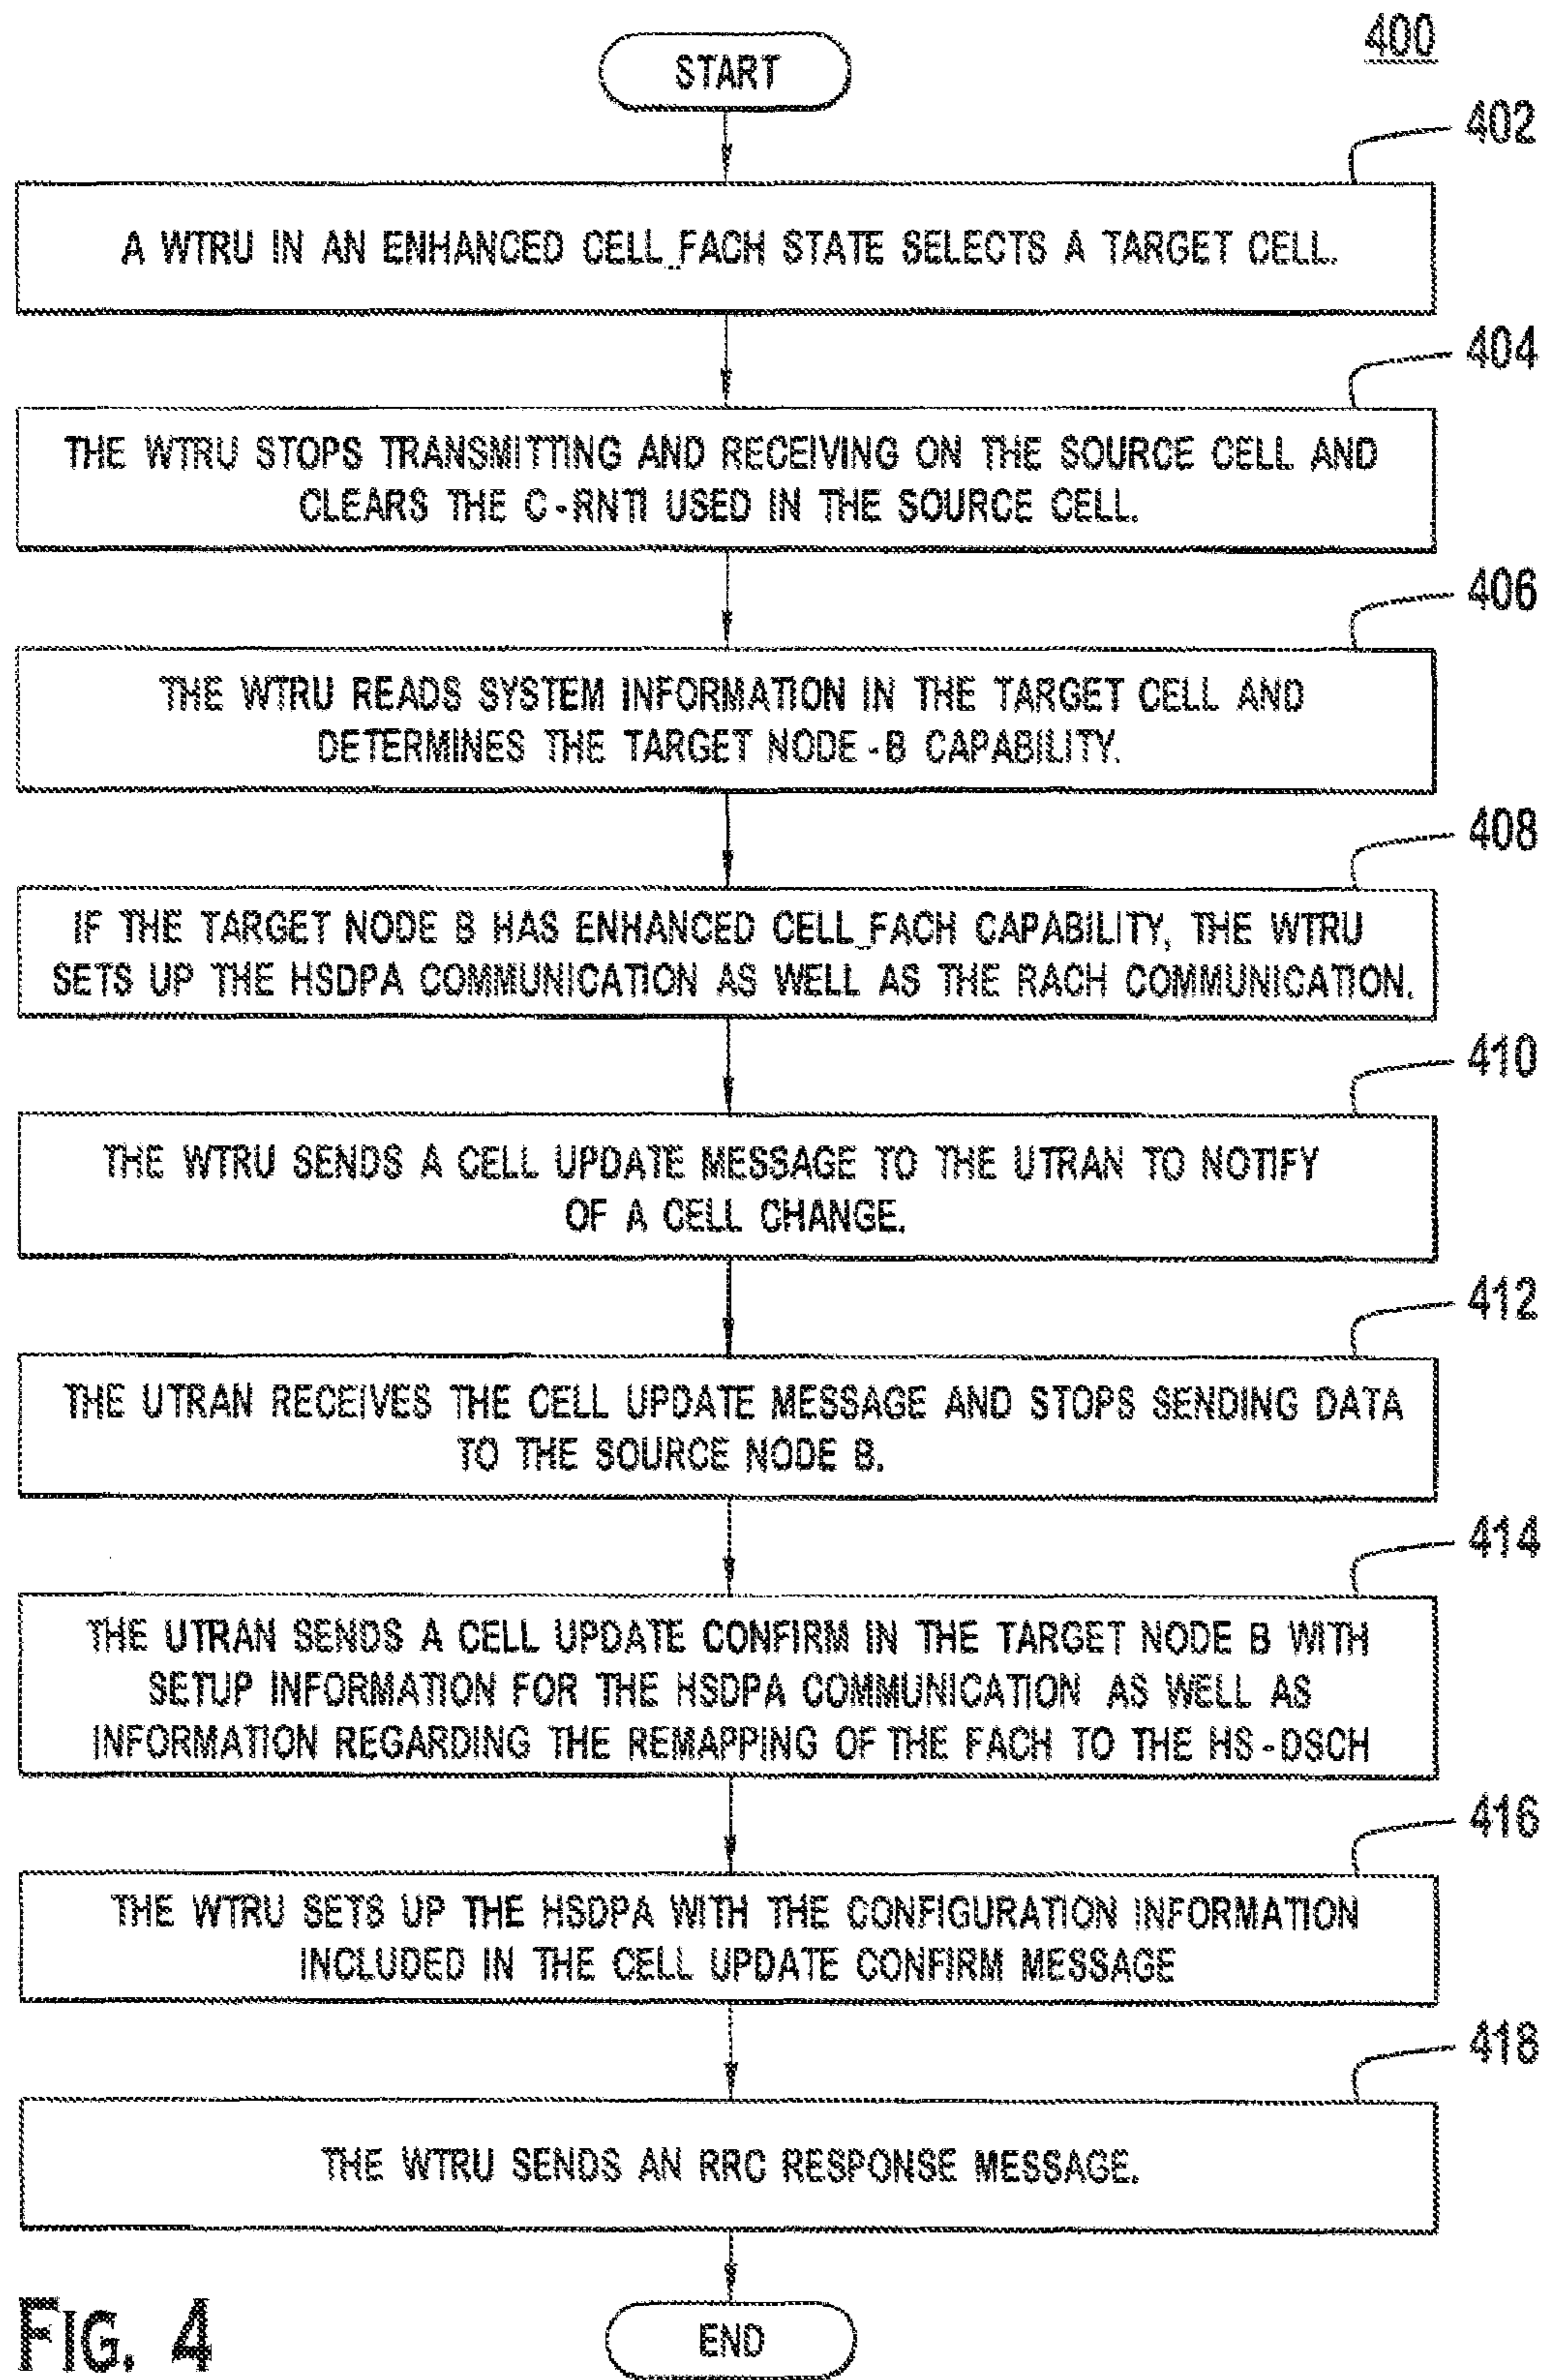 400
START
402
A WTRU IN AN ENHANCED CELL_FACH STATE SELECTS A TARGET CELL.
404
THE WTRU STOPS TRANSMITTING AND RECEIVING ON THE SOURCE CELL AND
CLEARS THE C-RNTI USED IN THE SOURCE CELL.
406
THE WTRU READS SYSTEM INFORMATION IN THE TARGET CELL AND
DETERMINES THE TARGET NODE-B CAPABILITY.
408
IF THE TARGET NODE B HAS ENHANCED CELL_FACH CAPABILITY, THE WTRU
SETS UP THE HSDPA COMMUNICATION AS WELL AS THE RACH COMMUNICATION.
410
THE WTRU SENDS A CELL UPDATE MESSAGE TO THE UTRAN TO NOTIFY
OF A CELL CHANGE.
412
THE UTRAN RECEIVES THE CELL UPDATE MESSAGE AND STOPS SENDING DATA
TO THE SOURCE NODE B.
414
THE UTRAN SENDS A CELL UPDATE CONFIRM IN THE TARGET NODE B WITH
SETUP INFORMATION FOR THE HSDPA COMMUNICATION AS WELL AS
INFORMATION REGARDING THE REMAPPING OF THE FACH TO THE HS-DSCH
416
THE WTRU SETS UP THE HSDPA WITH THE CONFIGURATION INFORMATION
INCLUDED IN THE CELL UPDATE CONFIRM MESSAGE
418
THE WTRU SENDS AN RRC RESPONSE MESSAGE.
END
FIG. 4